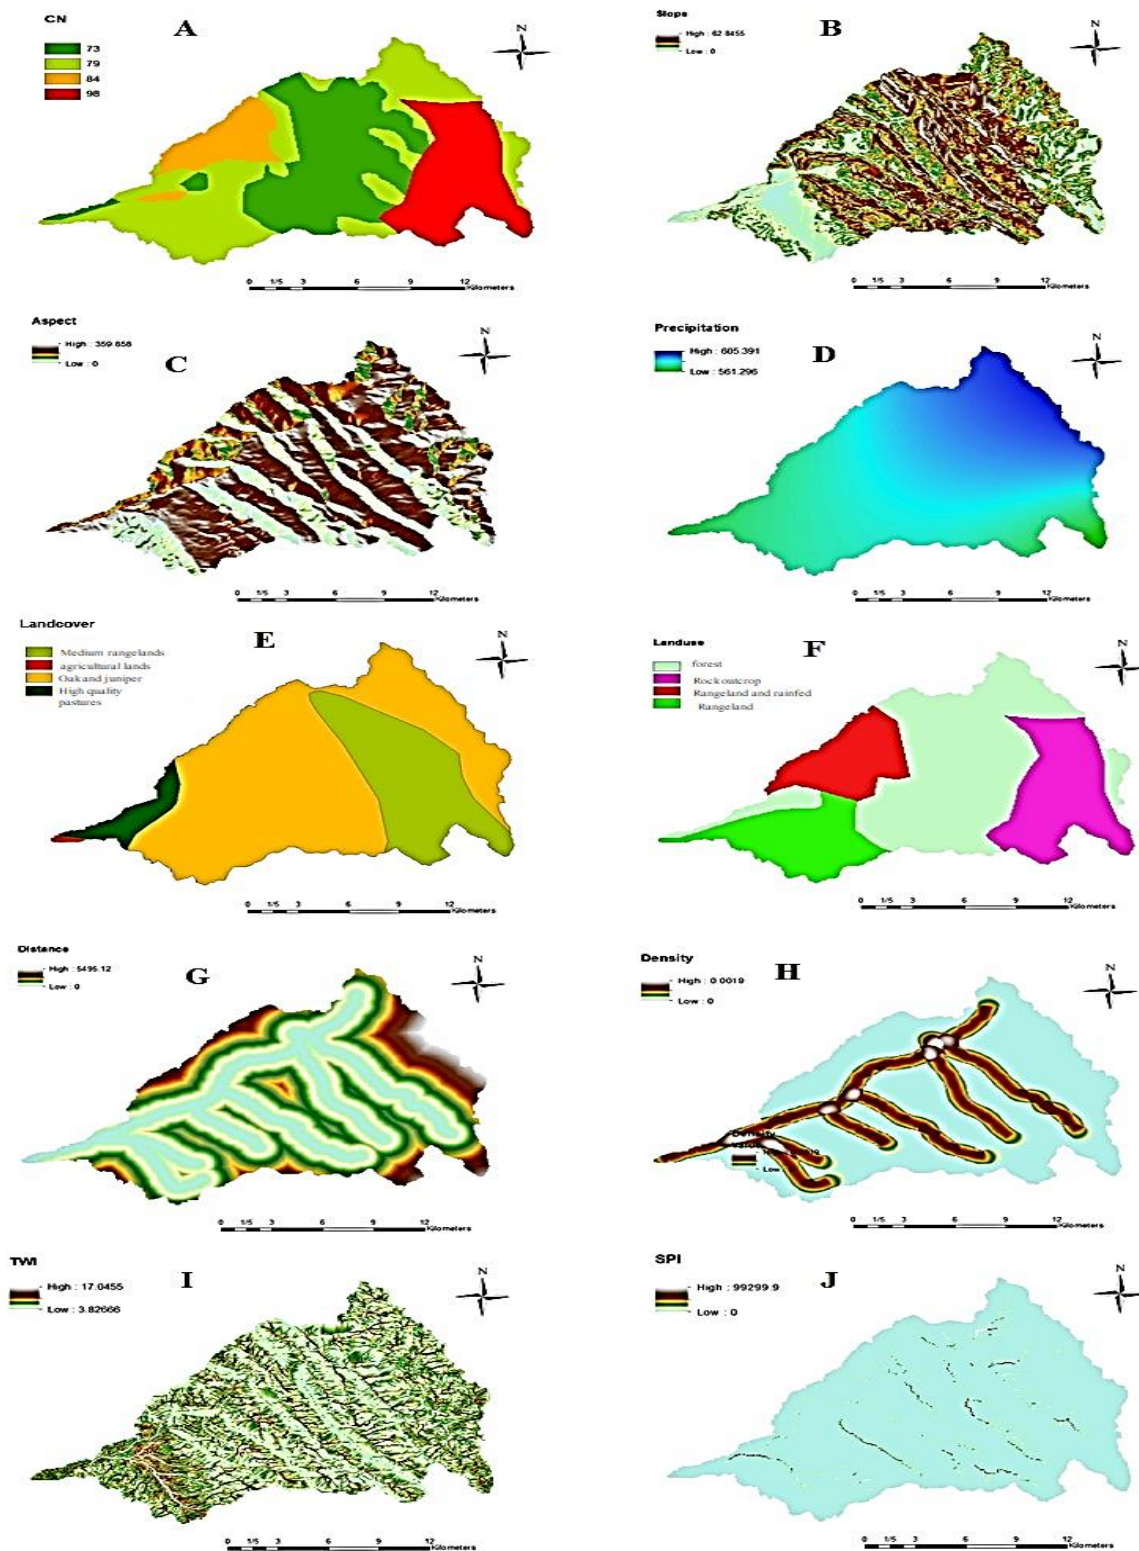 CN
A
N
73
79
84
98
0 1/5 3 6 9 12
Kilometers
Slope
B
N
High : 62.8455
Low : 0
0 1/5 3 6 9 12
Kilometers
Aspect
C
N
High : 359.858
Low : 0
0 1/5 3 6 9 12
Kilometers
Precipitation
D
N
High : 605.391
Low : 561.296
0 1/5 3 6 9 12
Kilometers
Landcover
E
N
Medium rangelands
agricultural lands
Oak and juniper
High quality
pastures
0 1/5 3 6 9 12
Kilometers
Landuse
F
N
forest
Rock outcrop
Rangeland and rainfed
Rangeland
0 1/5 3 6 9 12
Kilometers
Distance
G
N
High : 5495.12
Low : 0
0 1/5 3 6 9 12
Kilometers
Density
H
N
High : 0.0019
Low : 0
Density
Low
0 1/5 3 6 9 12
Kilometers
TWI
I
N
High : 17.0455
Low : 3.82666
0 1/5 3 6 9 12
Kilometers
SPI
J
N
High : 99299.9
Low : 0
0 1/5 3 6 9 12
Kilometers